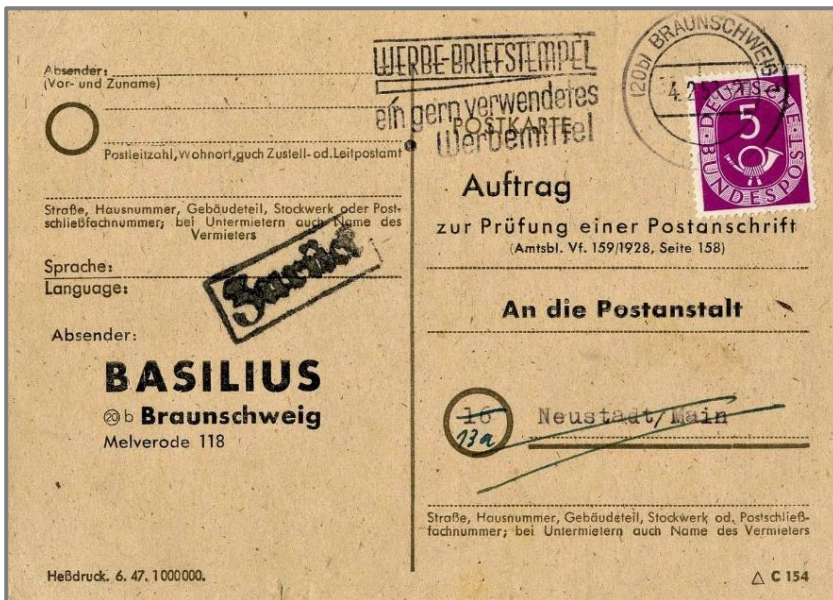 Absender:
(Vor- und Zuname)
Postleitzahl, Wohnort, guch Zustell- od. Leitpostamt
Straße, Hausnummer, Gebäudeteil, Stockwerk oder Post-
schließfachnummer; bei Untermietern auch Name des
Vermieters
Sprache:
Language:
Zurück
Absender:
BASILIUS
20 b Braunschweig
Melverode 118
Heßdruck. 6. 47. 1000000.
WERBE-BRIEFSTEMPEL
ein gern verwendetes
Werbemittel
POSTKARTE
(20b) BRAUNSCHWEIG
DEUTSCHE
5
BUNDESPOST
Auftrag
zur Prüfung einer Postanschrift
(Amtsbl. Vf. 159/1928, Seite 158)
An die Postanstalt
16 Neustadt/Main
13a
Straße, Hausnummer, Gebäudeteil, Stockwerk od. Postschließ-
fachnummer; bei Untermietern auch Name des Vermieters
△ C 154